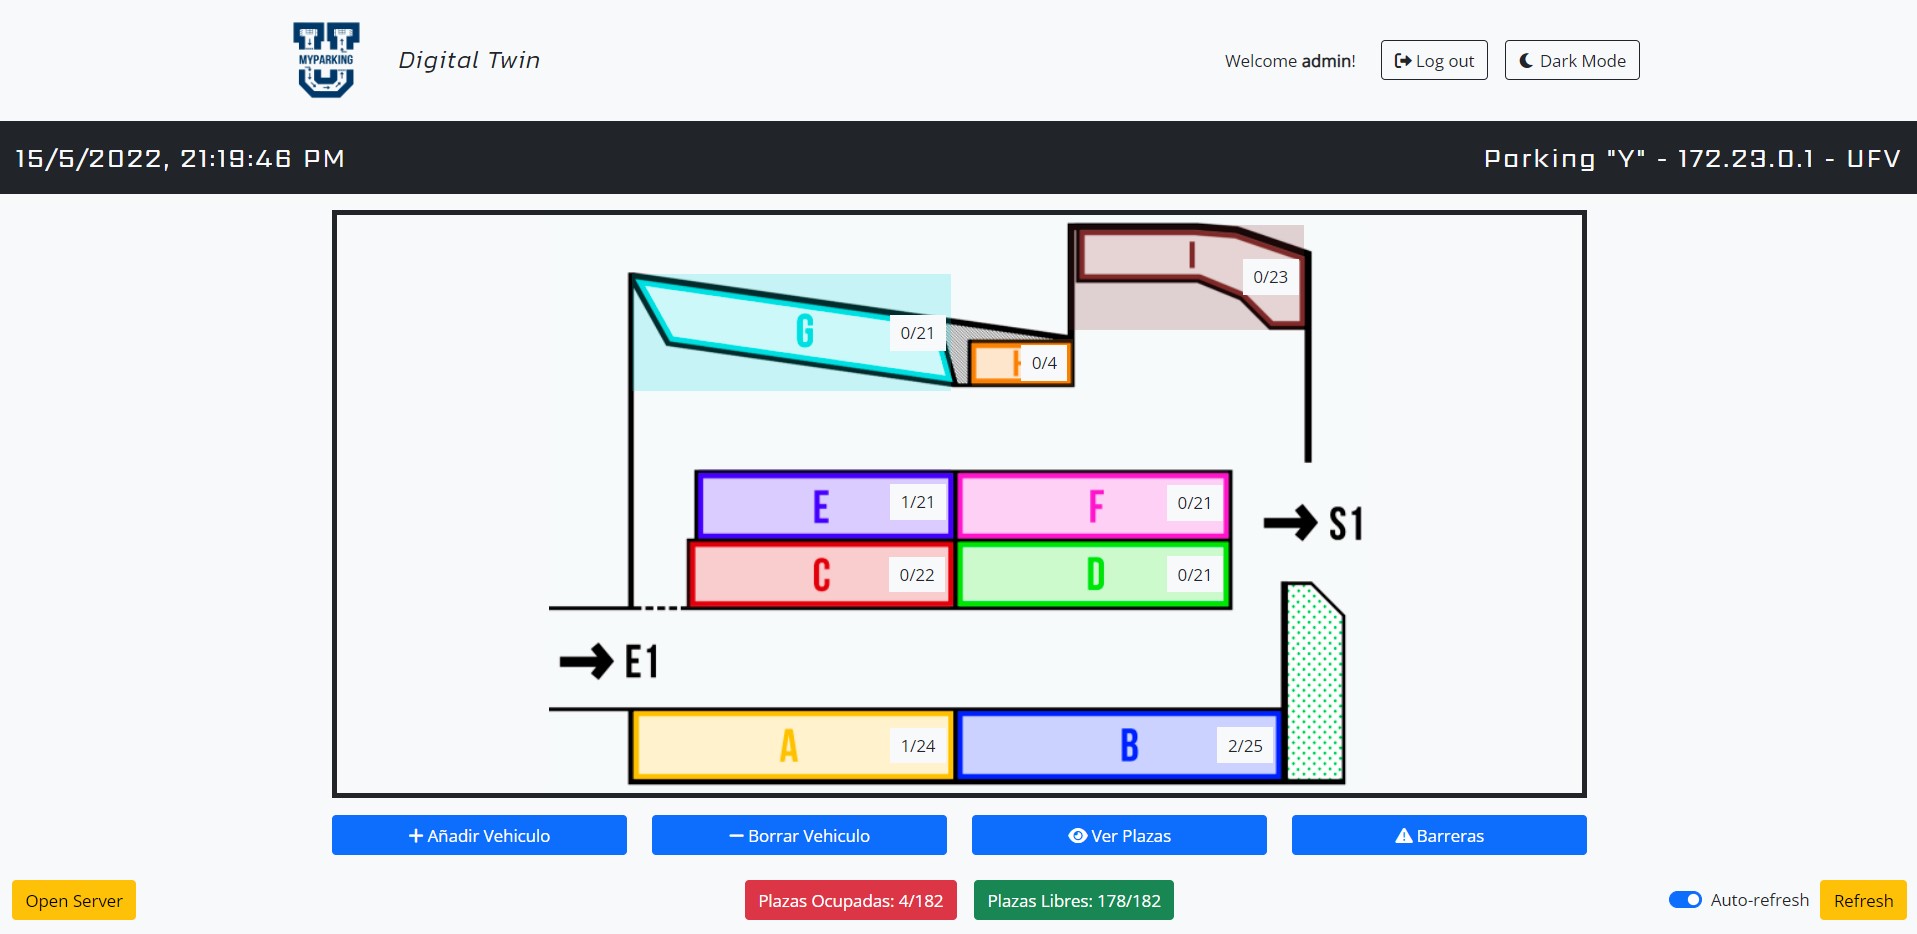 MYPARKING
Digital Twin
Welcome admin!
Log out
Dark Mode
15/5/2022, 21:19:46 PM
Parking "Y" - 172.23.0.1 - UFV
I
0/23
G
0/21
0/4
E
1/21
F
0/21
S1
C
0/22
D
0/21
E1
A
1/24
B
2/25
Añadir Vehiculo
Borrar Vehiculo
Ver Plazas
Barreras
Open Server
Plazas Ocupadas: 4/182
Plazas Libres: 178/182
Auto-refresh
Refresh